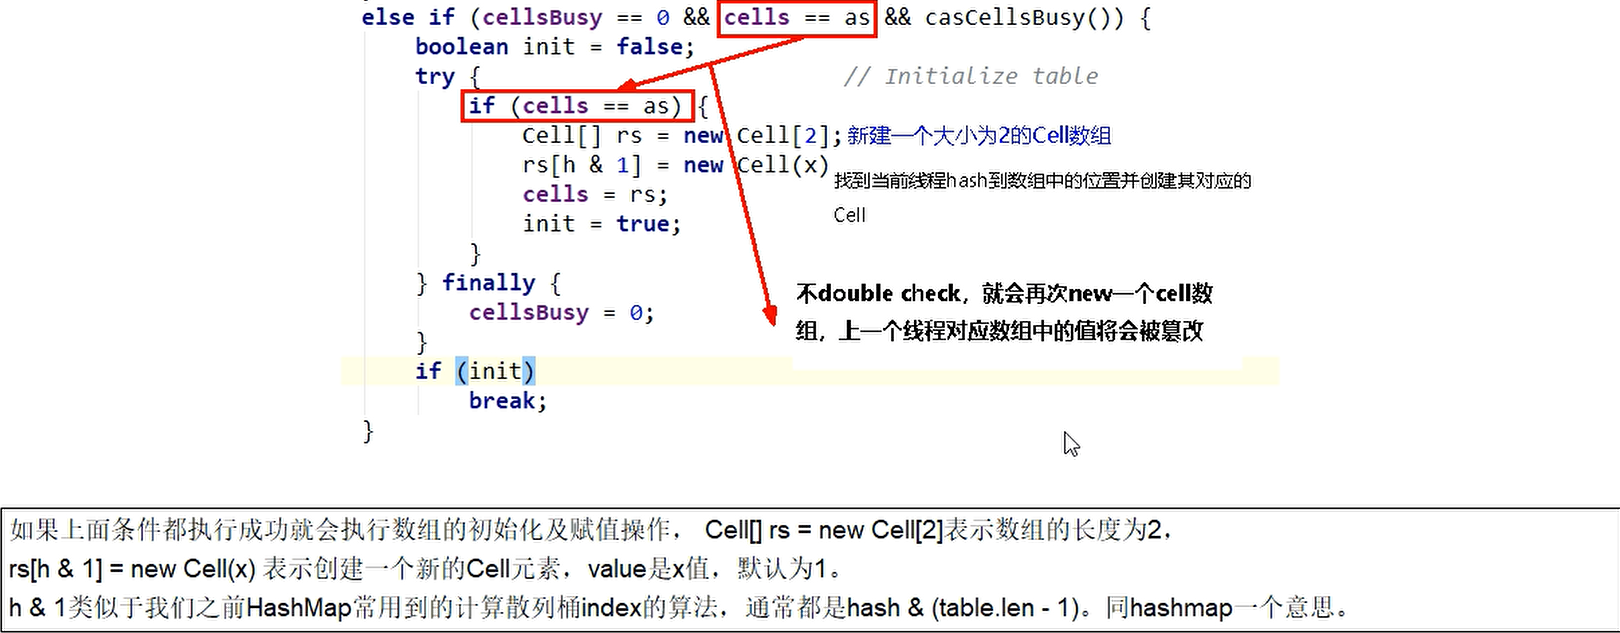 else if (cellsBusy == 0 && cells == as && casCellsBusy()) {
boolean init = false;
try { // Initialize table
if (cells == as) {
Cell[] rs = new Cell[2]; 新建一个大小为2的Cell数组
rs[h & 1] = new Cell(x)
找到当前线程hash到数组中的位置并创建其对应的
Cell
cells = rs;
init = true;
}
} finally {
cellsBusy = 0;
}
不double check，就会再次new一个cell数
组，上一个线程对应数组中的值将会被篡改
if (init)
break;
}
如果上面条件都执行成功就会执行数组的初始化及赋值操作， Cell[] rs = new Cell[2]表示数组的长度为2，
rs[h & 1] = new Cell(x) 表示创建一个新的Cell元素，value是x值，默认为1。
h & 1类似于我们之前HashMap常用到的计算散列桶index的算法，通常都是hash & (table.len - 1)。同hashmap一个意思。